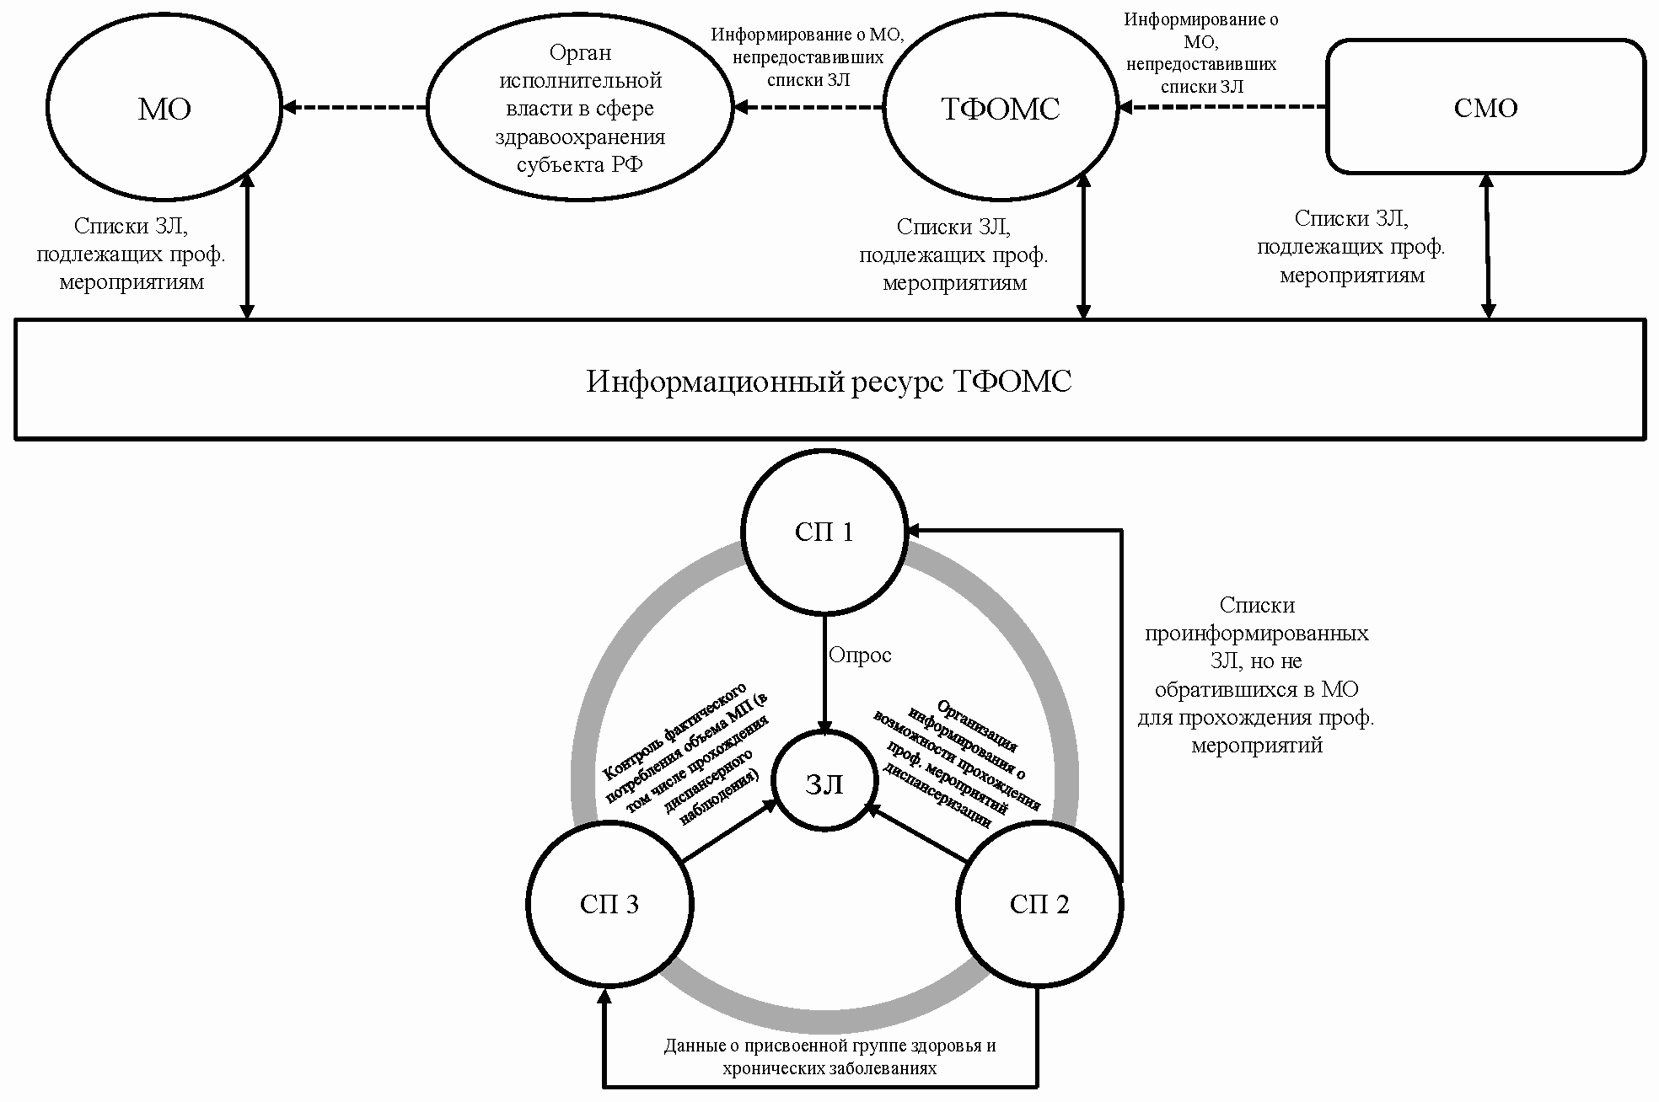 МО
Орган
исполнительной
власти в сфере
здравоохранения
субъекта РФ
Информирование о МО,
непредоставивших
списки ЗЛ
ТФОМС
Информирование о
МО,
непредоставивших
списки ЗЛ
СМО
Списки ЗЛ,
подлежащих проф.
мероприятиям
Списки ЗЛ,
подлежащих проф.
мероприятиям
Списки ЗЛ,
подлежащих проф.
мероприятиям
Информационный ресурс ТФОМС
СП 1
Опрос
Контроль фактического
потребления объема МП (в
том числе прохождения
диспансерного
наблюдения)
Организация
информирования о
возможности прохождения
проф. мероприятий
диспансеризации
ЗЛ
Списки
проинформированных
ЗЛ, но не
обратившихся в МО
для прохождения проф.
мероприятий
СП 3
СП 2
Данные о присвоенной группе здоровья и
хронических заболеваниях